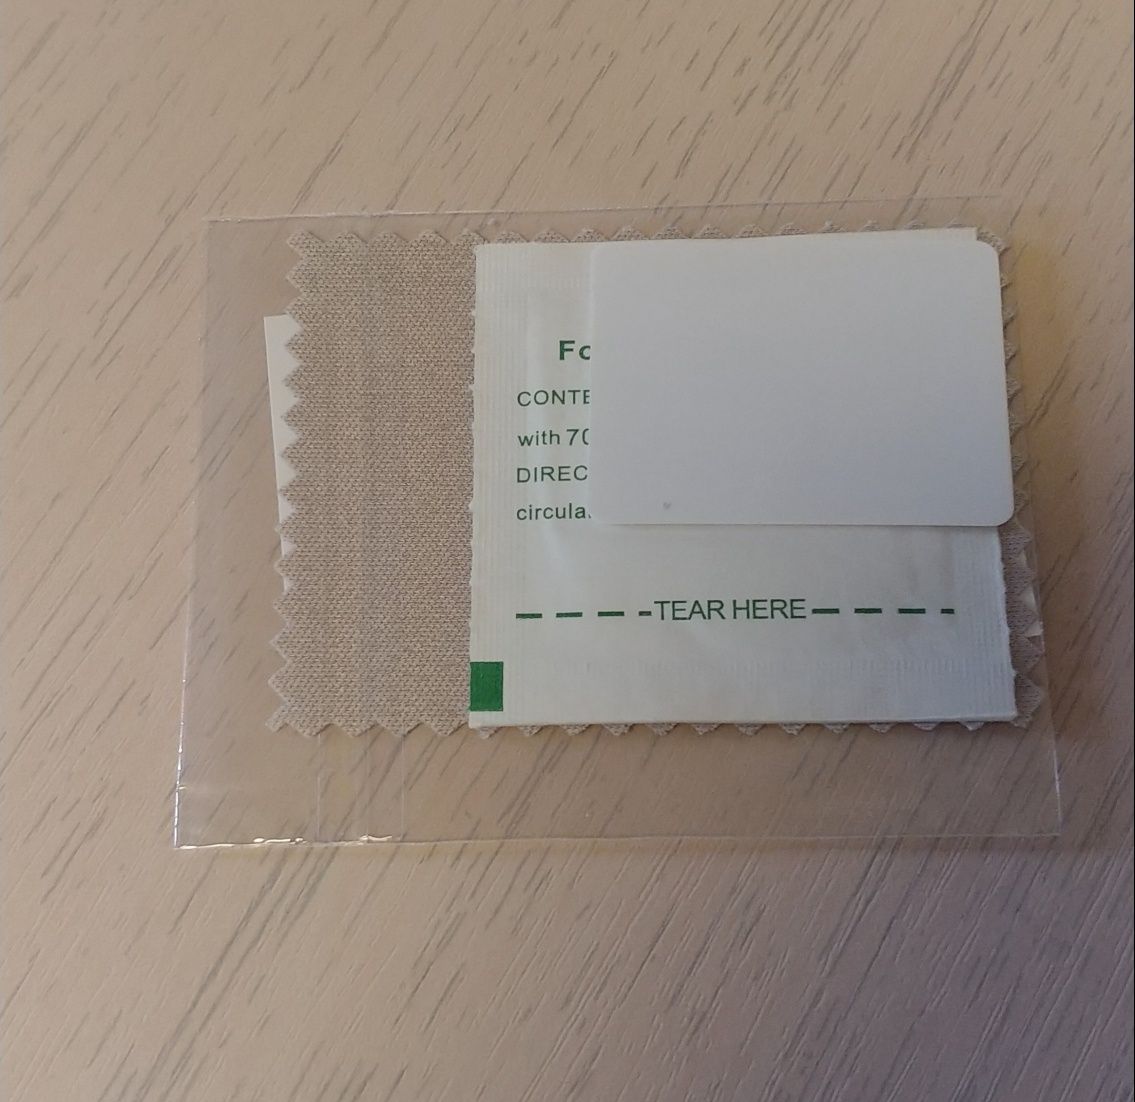 Fo
CONTE
with 70
DIREC
circula
TEAR HERE